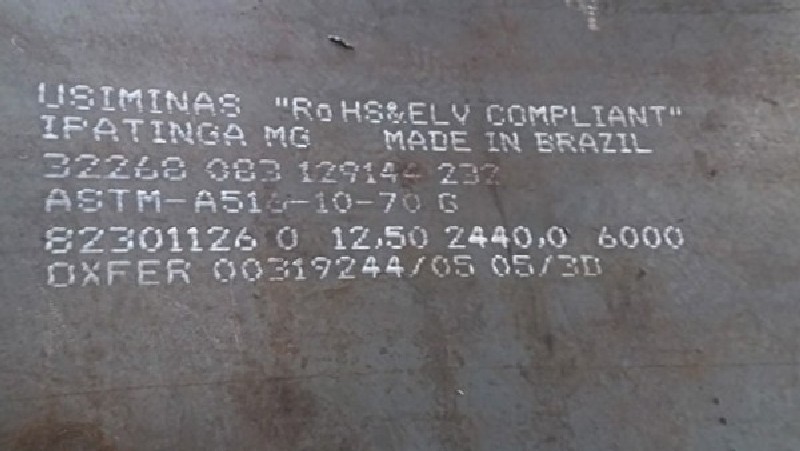 USIMINAS "RoHS&ELV COMPLIANT"
IPATINGA MG MADE IN BRAZIL
32268 083 232
ASTM-A516-10-70 G
82301126 0 12,50 2440,0 6000
OXFER 00319244/05 05/3D